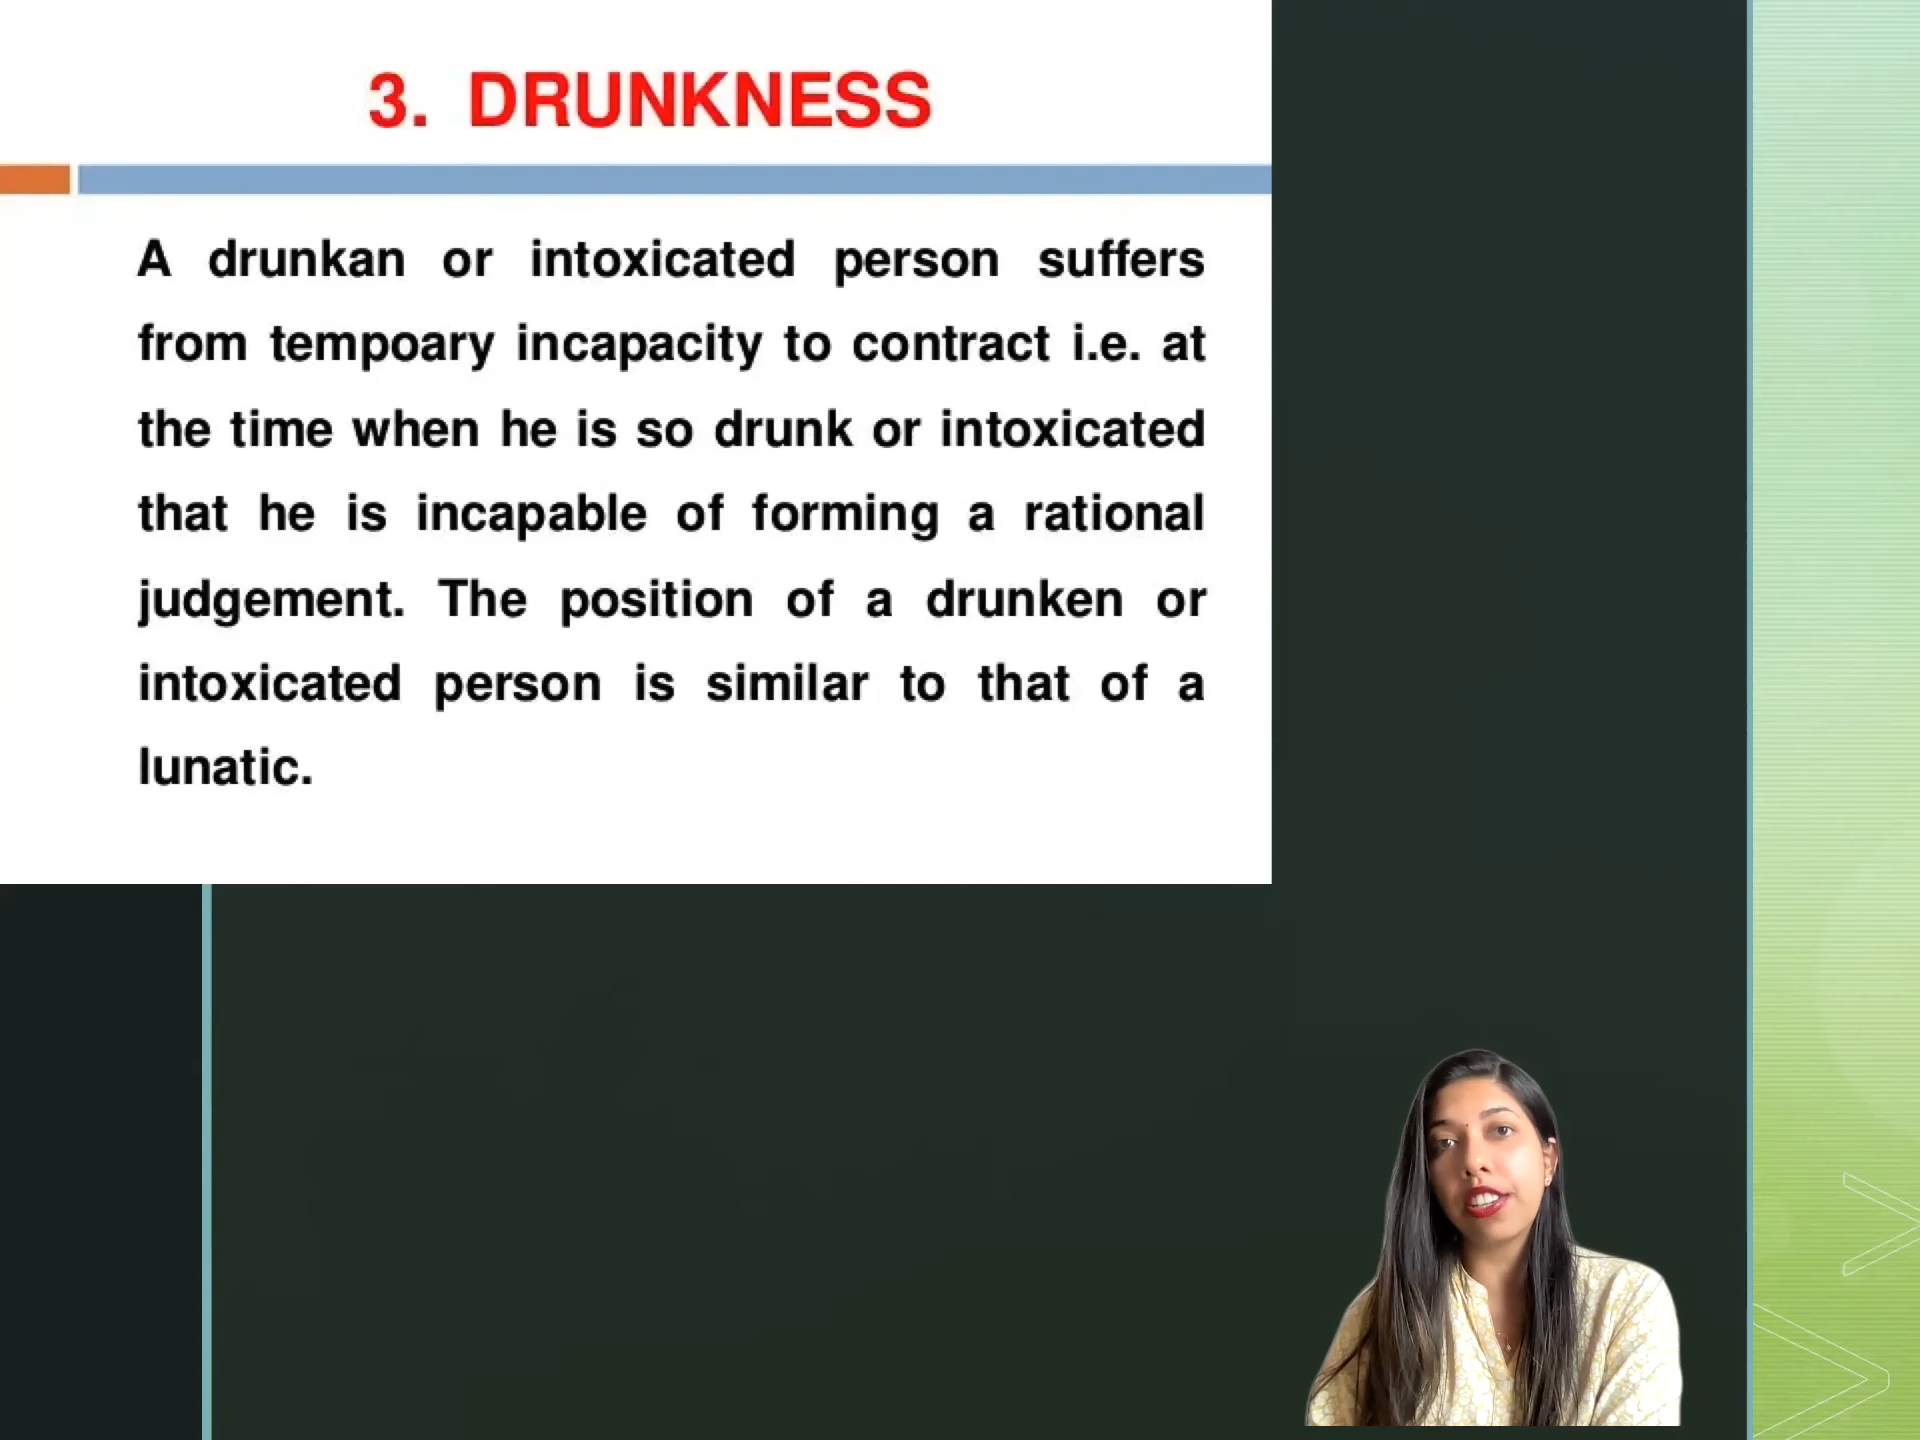 3. DRUNKNESS
A drunkan or intoxicated person suffers
from tempoary incapacity to contract i.e. at
the time when he is so drunk or intoxicated
that he is incapable of forming a rational
judgement. The position of a drunken or
intoxicated person is similar to that of a
lunatic.